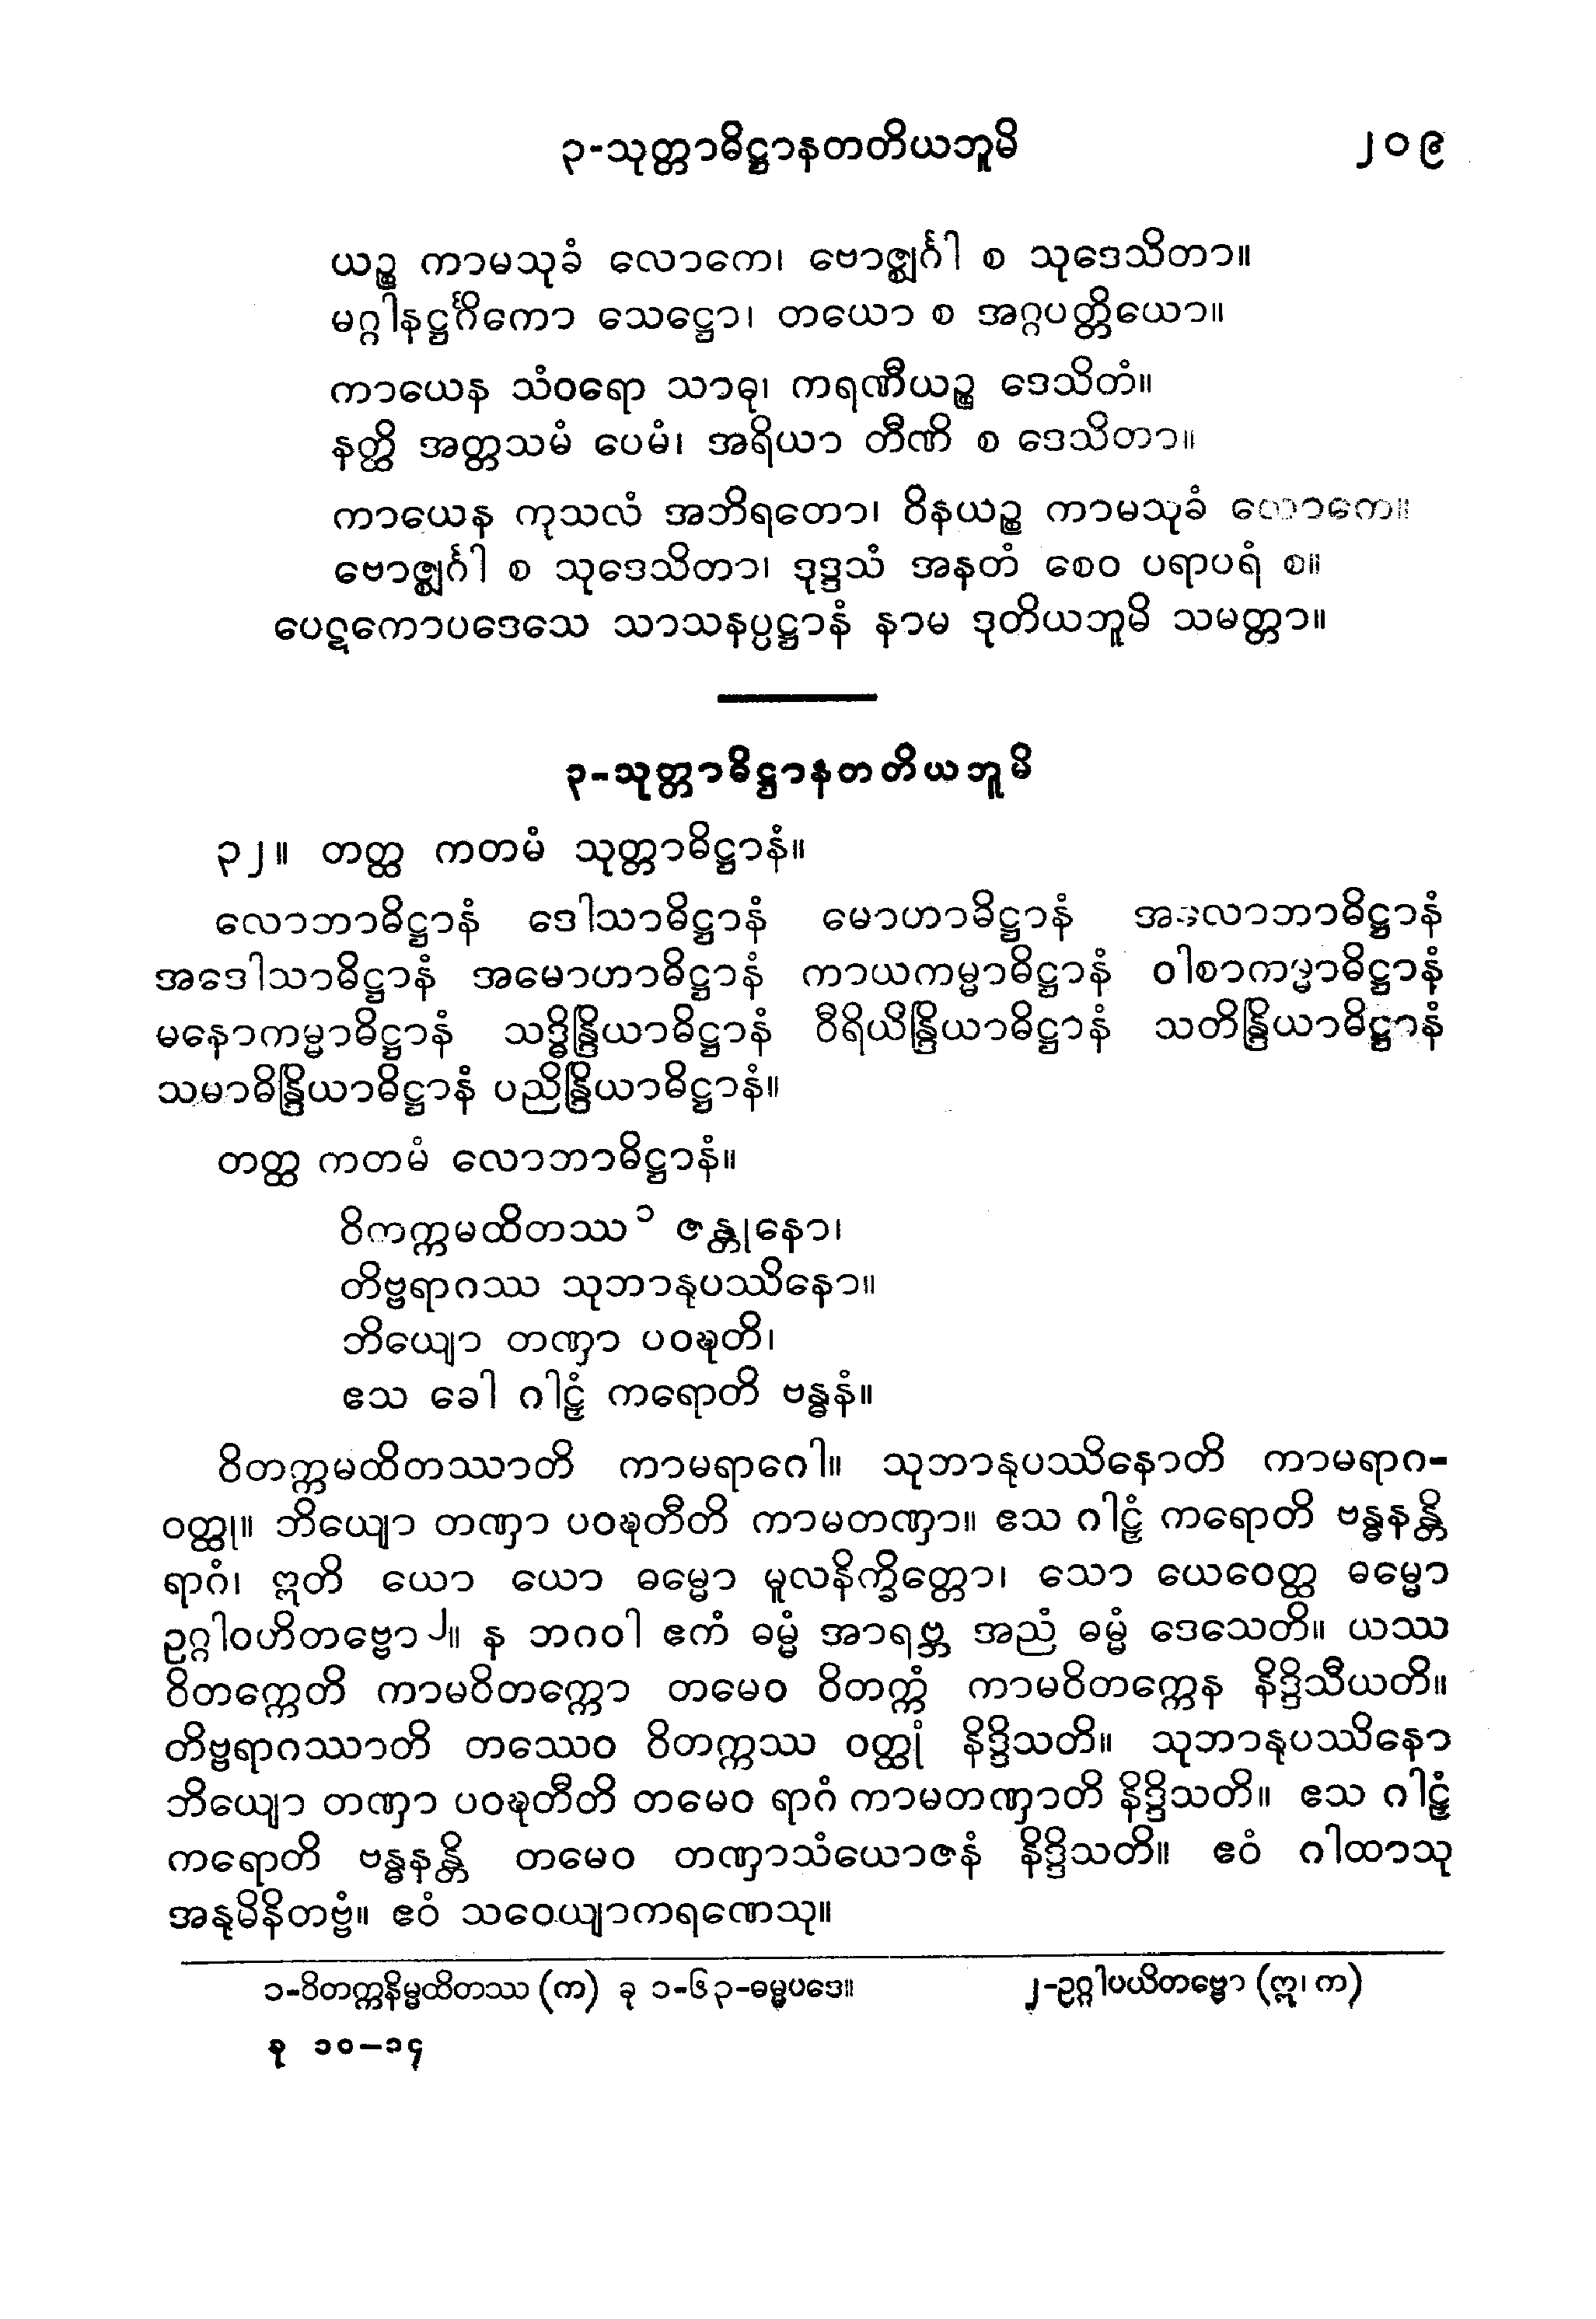 ၃-သုတ္တာဓိဋ္ဌာနတတိယဘူမိ ၂၀၉
ယဉ္စ ကာမသုခံ လောကေ၊ ဗောဇ္ဈင်္ဂါ စ သုဒေသိတာ။
မဂ္ဂါနဋ္ဌင်္ဂိကော သေဋ္ဌော၊ တယော စ အဂ္ဂပတ္တိယော။
ကာယေန သံဝရော သာဓု၊ ကရဏီယဉ္စ ဒေသိတံ။
နတ္ထိ အတ္တသမံ ပေမံ၊ အရိယာ တီဏိ စ ဒေသိတာ။
ကာယေန ကုသလံ အဘိရတော၊ ဝိနယဉ္စ ကာမသုခံ လောကေ။
ဗောဇ္ဈင်္ဂါ စ သုဒေသိတာ၊ ဒုဒ္ဒသံ အနတံ စေဝ ပရာပရံ စ။
ပေဋကောပဒေသေ သာသနပ္ပဋ္ဌာနံ နာမ ဒုတိယဘူမိ သမတ္တာ။
၃-သုတ္တာဓိဋ္ဌာနတတိယဘူမိ
၃၂။ တတ္ထ ကတမံ သုတ္တာဓိဋ္ဌာနံ။
လောဘာဓိဋ္ဌာနံ ဒေါသာဓိဋ္ဌာနံ မောဟာဓိဋ္ဌာနံ အလောဘာဓိဋ္ဌာနံ
အဒေါသာဓိဋ္ဌာနံ အမောဟာဓိဋ္ဌာနံ ကာယကမ္မာဓိဋ္ဌာနံ ဝါစာကမ္မာဓိဋ္ဌာနံ
မနောကမ္မာဓိဋ္ဌာနံ သဒ္ဓိန္ဒြိယာဓိဋ္ဌာနံ ဝီရိယိန္ဒြိယာဓိဋ္ဌာနံ သတိန္ဒြိယာဓိဋ္ဌာနံ
သမာဓိန္ဒြိယာဓိဋ္ဌာနံ ပညိန္ဒြိယာဓိဋ္ဌာနံ။
တတ္ထ ကတမံ လောဘာဓိဋ္ဌာနံ။
ဝိတက္ကမထိတဿ ၁ ဇန္တုနော၊
တိဗ္ဗရာဂဿ သုဘာနုပဿိနော။
ဘိယျော တဏှာ ပဝဍ္ဎတိ၊
ဧသ ခေါ ဂါဠှံ ကရောတိ ဗန္ဓနံ။
ဝိတက္ကမထိတဿာတိ ကာမရာဂေါ။ သုဘာနုပဿိနောတိ ကာမရာဂ-
ဝတ္ထု။ ဘိယျော တဏှာ ပဝဍ္ဎတီတိ ကာမတဏှာ။ ဧသ ဂါဠှံ ကရောတိ ဗန္ဓနန္တိ
ရာဂံ၊ ဣတိ ယော ယော ဓမ္မော မူလနိက္ခိတ္တော၊ သော ယေဝေတ္ထ ဓမ္မော
ဥဂ္ဂါဝဟိတဗ္ဗော ၂။ န ဘဂဝါ ဧကံ ဓမ္မံ အာရဗ္ဘ အညံ ဓမ္မံ ဒေသေတိ။ ယဿ
ဝိတက္ကေတိ ကာမဝိတက္ကော တမေဝ ဝိတက္ကံ ကာမဝိတက္ကေန နိဒ္ဒိသီယတိ။
တိဗ္ဗရာဂဿာတိ တဿေဝ ဝိတက္ကဿ ဝတ္ထုံ နိဒ္ဒိသတိ။ သုဘာနုပဿိနော
ဘိယျော တဏှာ ပဝဍ္ဎတီတိ တမေဝ ရာဂံ ကာမတဏှာတိ နိဒ္ဒိသတိ။ ဧသ ဂါဠှံ
ကရောတိ ဗန္ဓနန္တိ တမေဝ တဏှာသံယောဇနံ နိဒ္ဒိသတိ။ ဧဝံ ဂါထာသု
အနုမိနိတဗ္ဗံ။ ဧဝံ သဝေယျာကရဏေသု။
၁-ဝိတက္ကနိမ္မထိတဿ (က) ခု ၁-၆၃-ဓမ္မပဒေ။ ၂-ဥဂ္ဂါပယိတဗ္ဗော (ဣ၊ က)
ခု ၁၀–၁၄